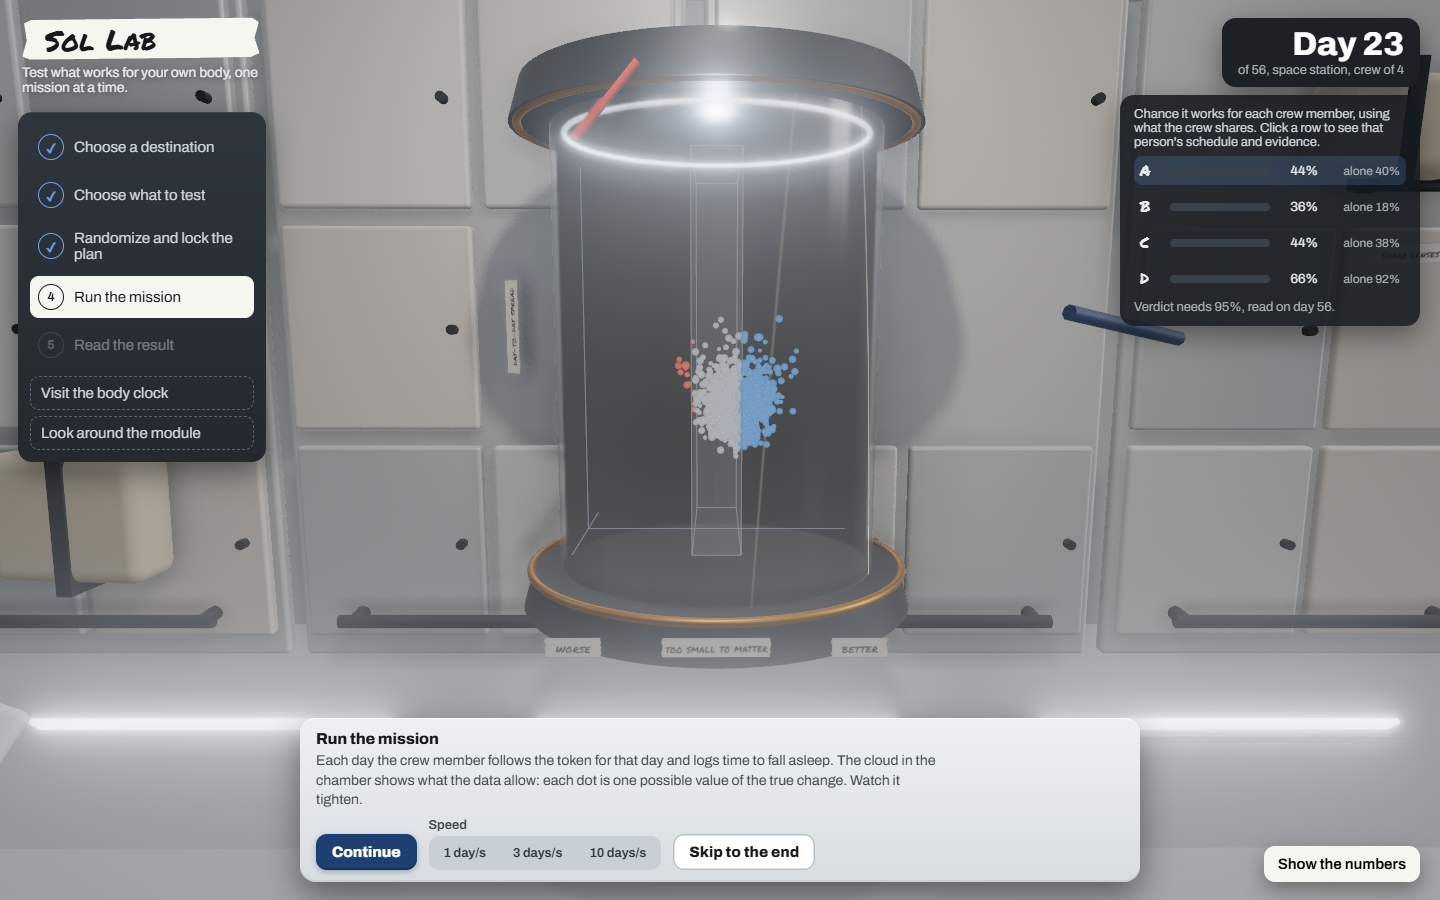 Sol Lab
Test what works for your own body, one
mission at a time.
Choose a destination
Choose what to test
Randomize and lock the
plan
4
Run the mission
5
Read the result
Visit the body clock
Look around the module
DAY-TO-DAY SPREAD
WORSE
TOO SMALL TO MATTER
BETTER
Day 23
of 56, space station, crew of 4
Chance it works for each crew member, using
what the crew shares. Click a row to see that
person's schedule and evidence.
A 44% alone 40%
B 36% alone 18%
C 44% alone 38%
D 66% alone 92%
Verdict needs 95%, read on day 56.
Run the mission
Each day the crew member follows the token for that day and logs time to fall asleep. The cloud in the
chamber shows what the data allow: each dot is one possible value of the true change. Watch it
tighten.
Speed
Continue
1 day/s
3 days/s
10 days/s
Skip to the end
Show the numbers